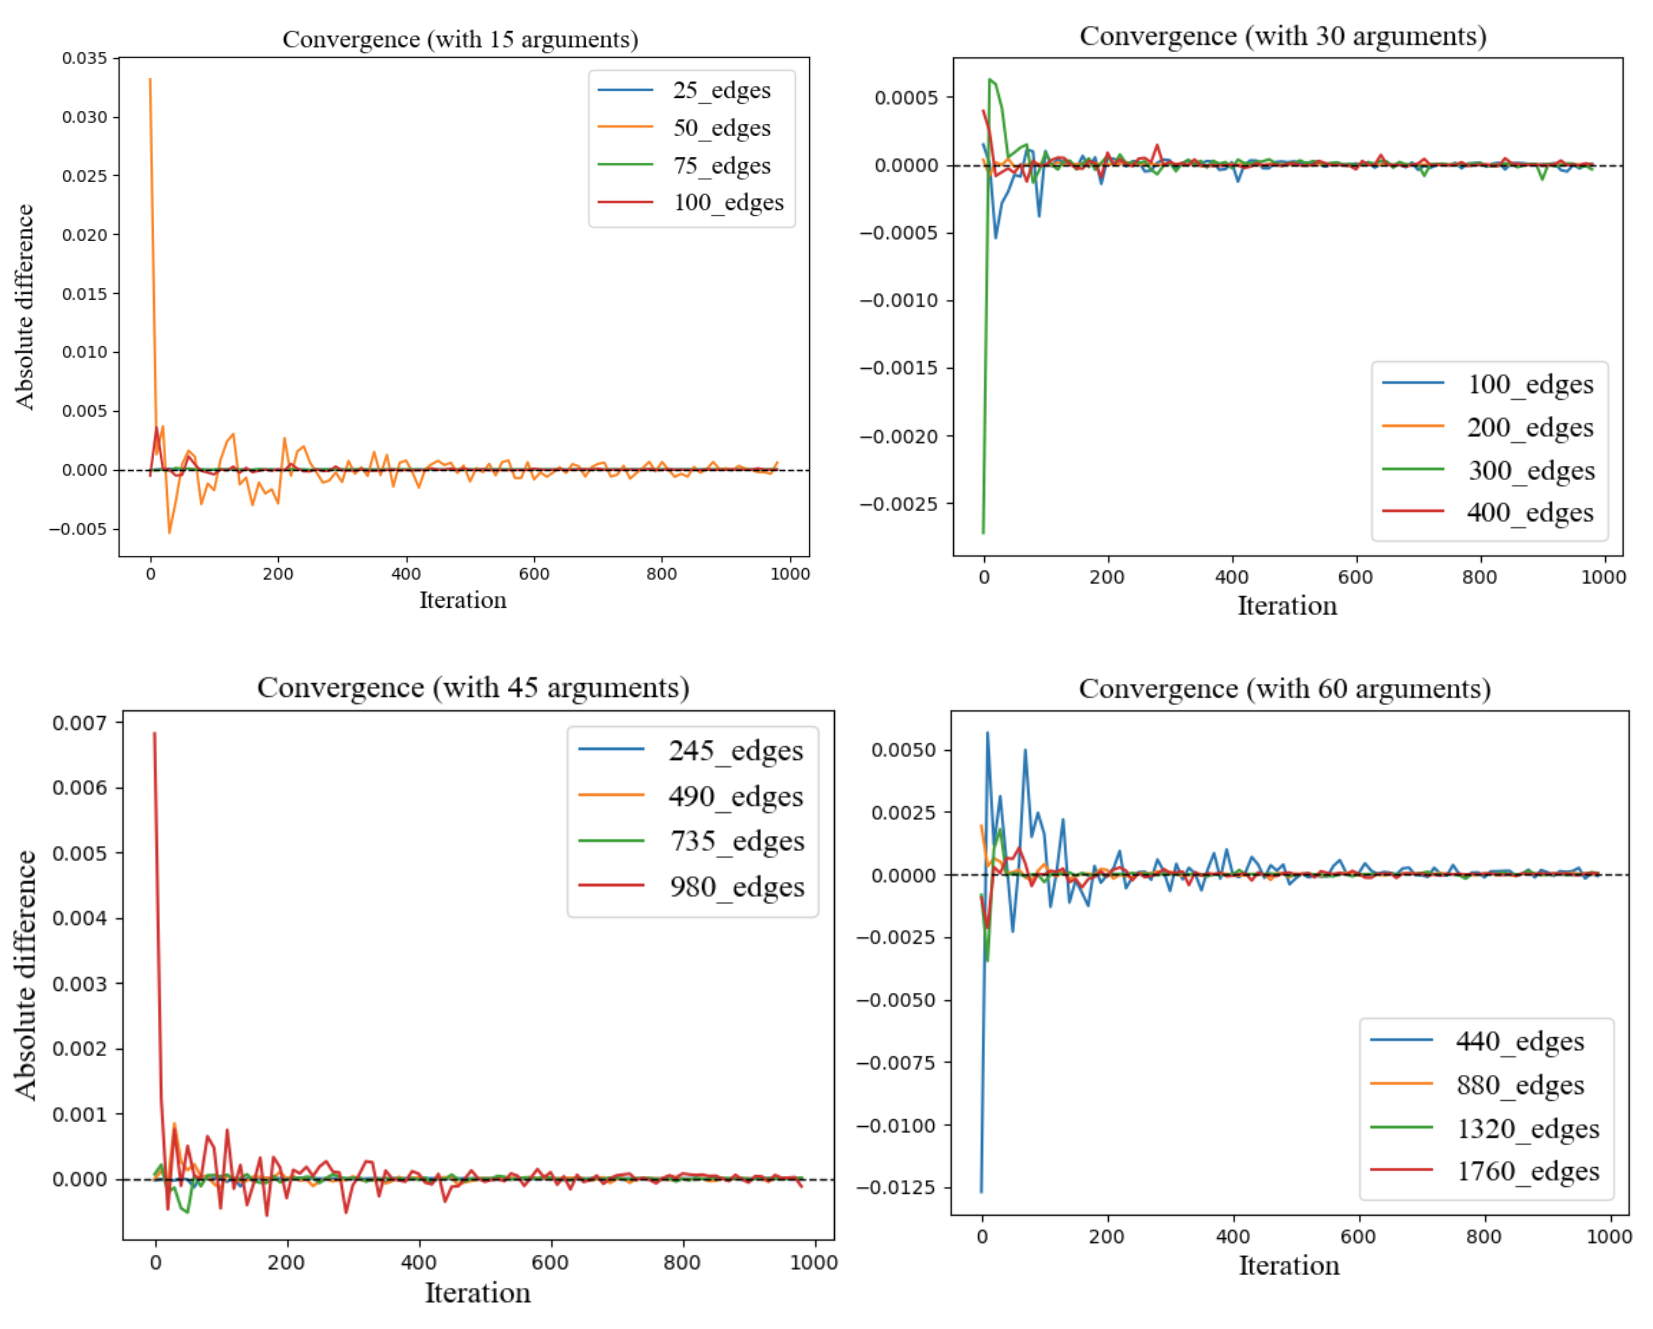 Convergence (with 15 arguments)
Absolute difference
0.035
0.030
0.025
0.020
0.015
0.010
0.005
0.000
−0.005
25_edges
50_edges
75_edges
100_edges
0 200 400 600 800 1000
Iteration
Convergence (with 30 arguments)
0.0005
0.0000
−0.0005
−0.0010
−0.0015
−0.0020
−0.0025
100_edges
200_edges
300_edges
400_edges
0 200 400 600 800 1000
Iteration
Convergence (with 45 arguments)
Absolute difference
0.007
0.006
0.005
0.004
0.003
0.002
0.001
0.000
245_edges
490_edges
735_edges
980_edges
0 200 400 600 800 1000
Iteration
Convergence (with 60 arguments)
0.0050
0.0025
0.0000
−0.0025
−0.0050
−0.0075
−0.0100
−0.0125
440_edges
880_edges
1320_edges
1760_edges
0 200 400 600 800 1000
Iteration